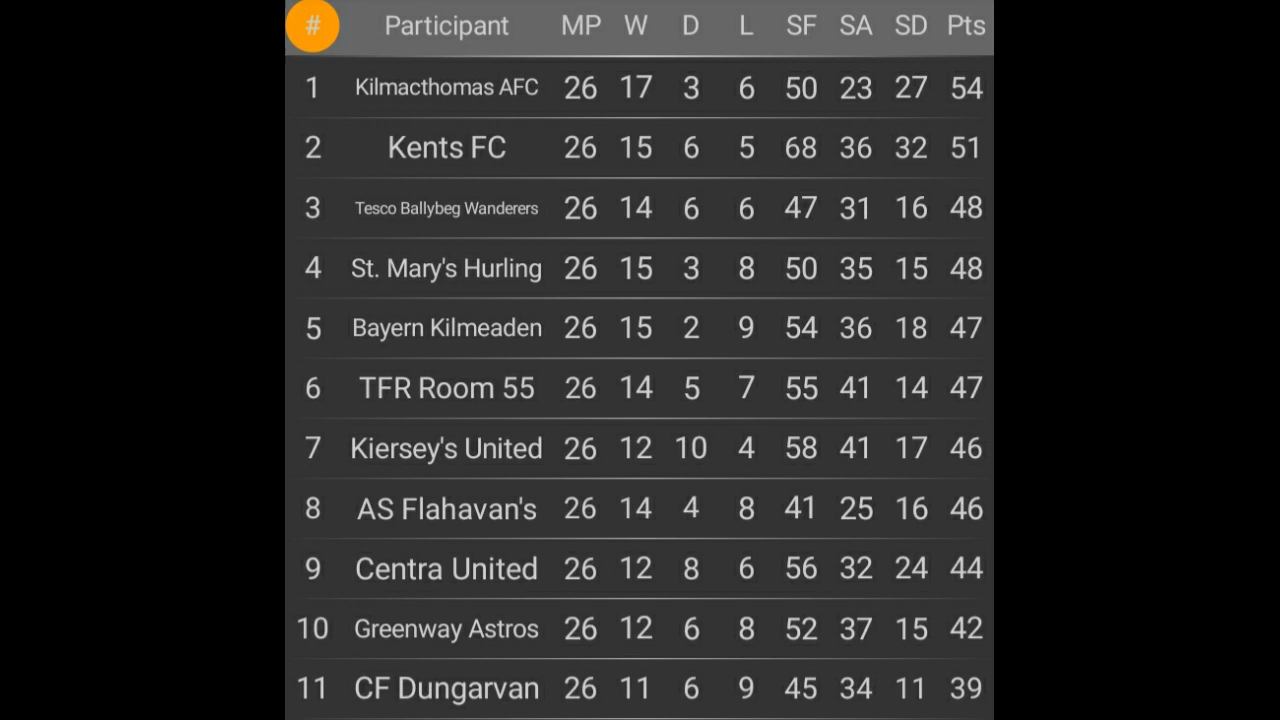 # Participant MP W D L SF SA SD Pts
1 Kilmacthomas AFC 26 17 3 6 50 23 27 54
2 Kents FC 26 15 6 5 68 36 32 51
3 Tesco Ballybeg Wanderers 26 14 6 6 47 31 16 48
4 St. Mary's Hurling 26 15 3 8 50 35 15 48
5 Bayern Kilmeaden 26 15 2 9 54 36 18 47
6 TFR Room 55 26 14 5 7 55 41 14 47
7 Kiersey's United 26 12 10 4 58 41 17 46
8 AS Flahavan's 26 14 4 8 41 25 16 46
9 Centra United 26 12 8 6 56 32 24 44
10 Greenway Astros 26 12 6 8 52 37 15 42
11 CF Dungarvan 26 11 6 9 45 34 11 39